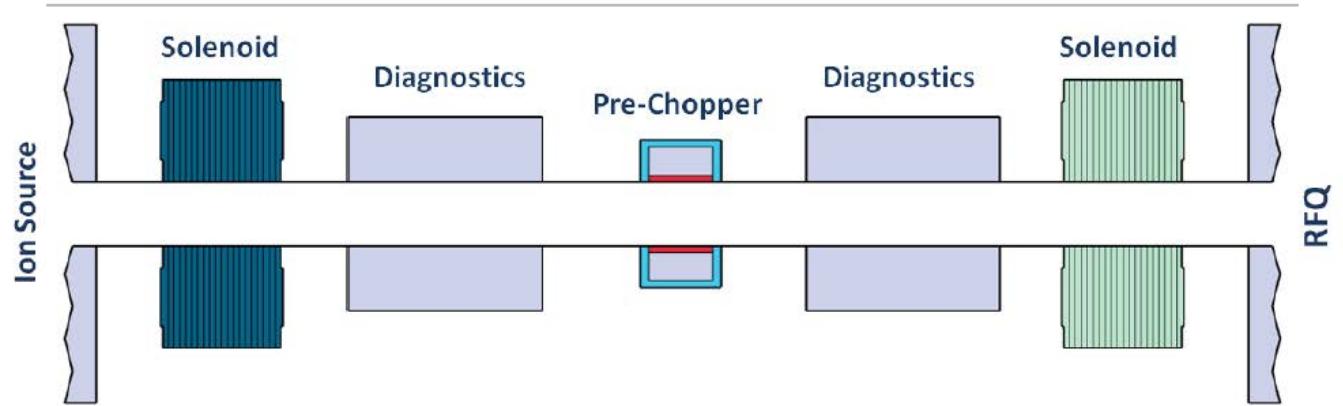 Solenoid
Diagnostics
Pre-Chopper
Diagnostics
Solenoid
Ion Source
RFQ